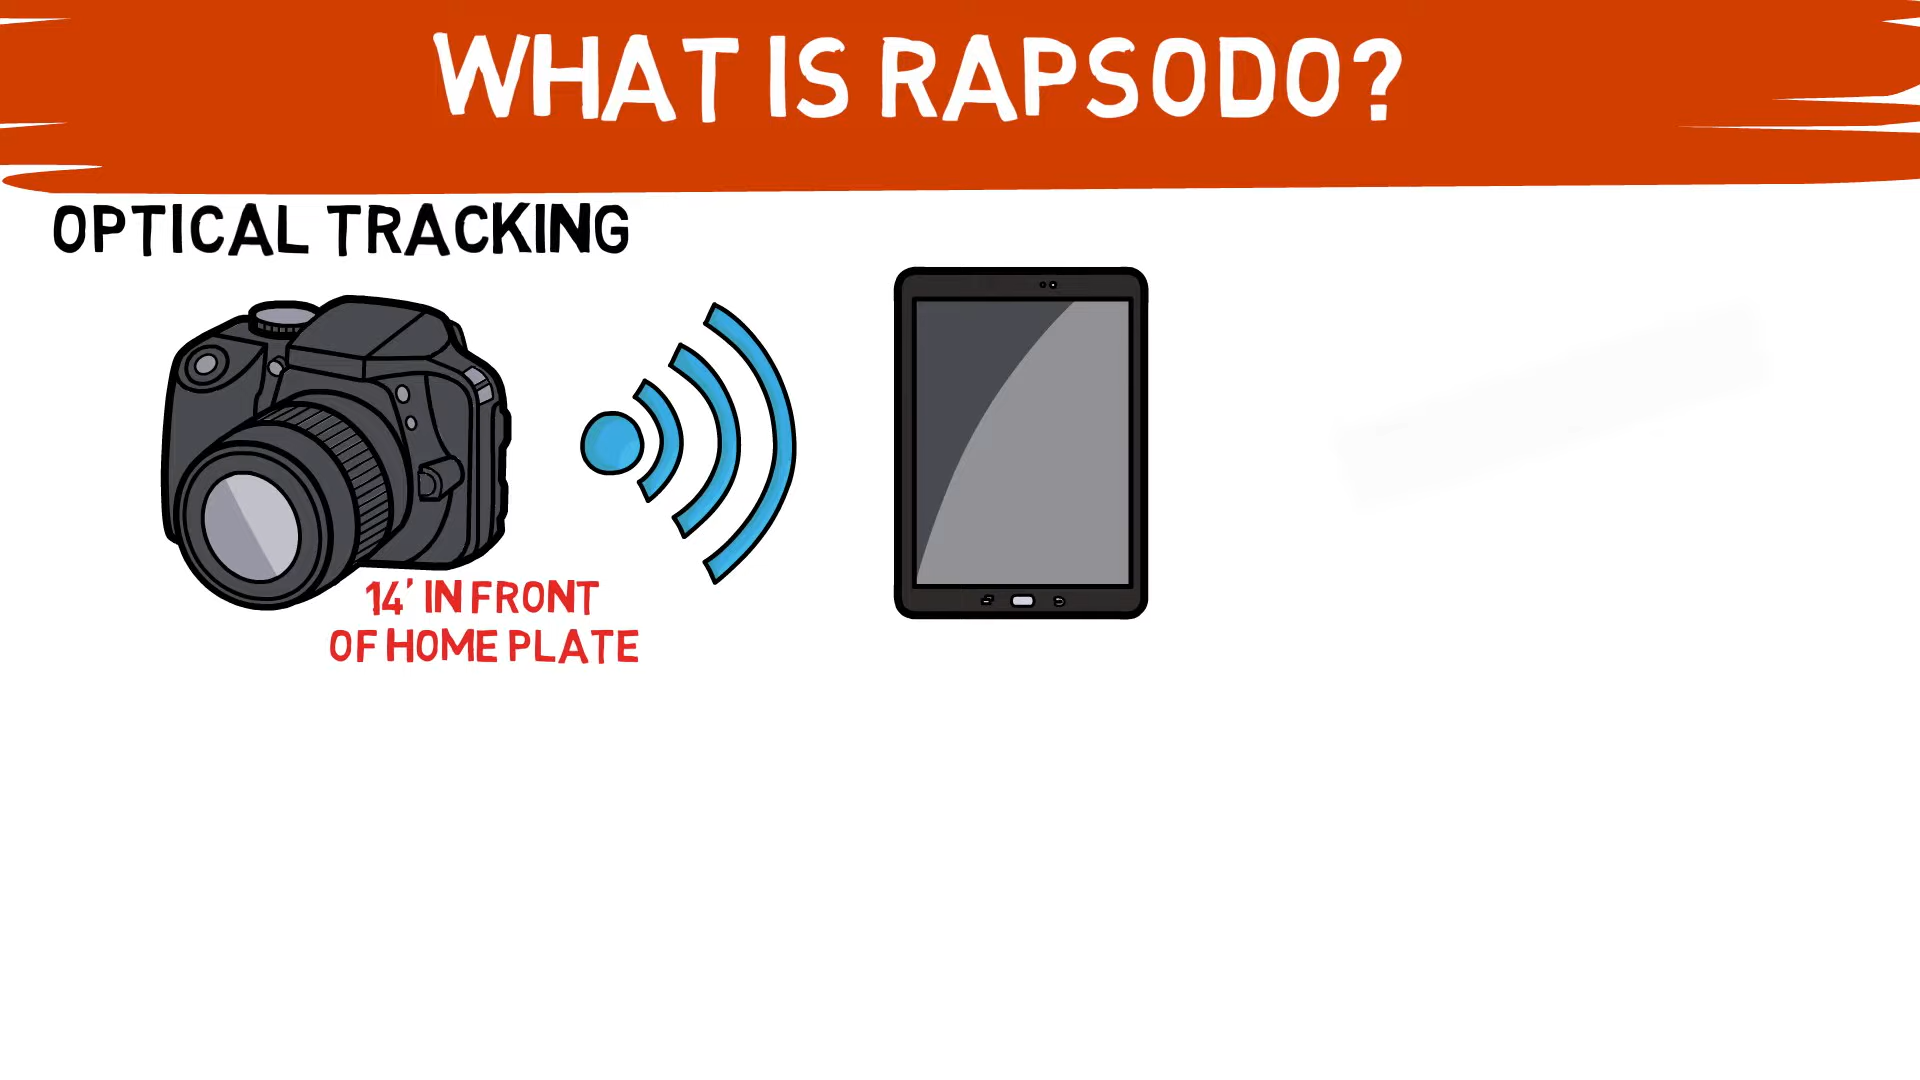 WHAT IS RAPSODO?
OPTICAL TRACKING
14' IN FRONT
OF HOME PLATE